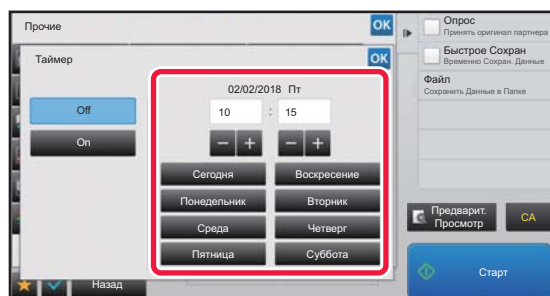 Прочие
OK
Таймер
OK
02/02/2018 Пт
Off
10 : 15
On
− + − +
Сегодня Воскресение
Понедельник Вторник
Среда Четверг
Пятница Суббота
Назад
Опрос
Принять оригинал партнера
Быстрое Сохран
Временно Сохран. Данные
Файл
Сохранить Данные в Папке
Предварит.
Просмотр
CA
Старт